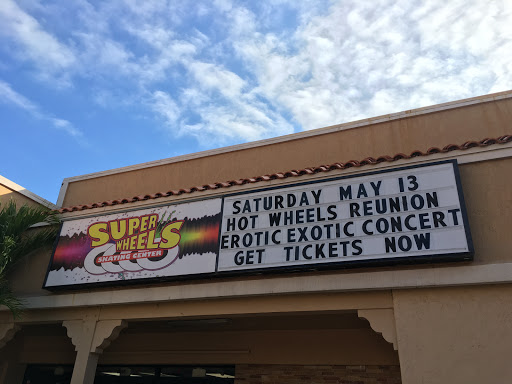 SUPER
WHEELS
SKATING CENTER
SATURDAY MAY 13
HOT WHEELS REUNION
EROTIC EXOTIC CONCERT
GET TICKETS NOW